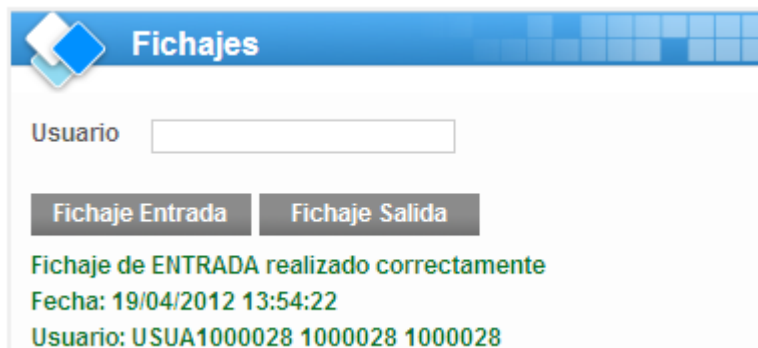 Fichajes
Usuario
Fichaje Entrada Fichaje Salida
Fichaje de ENTRADA realizado correctamente
Fecha: 19/04/2012 13:54:22
Usuario: USUA1000028 1000028 1000028